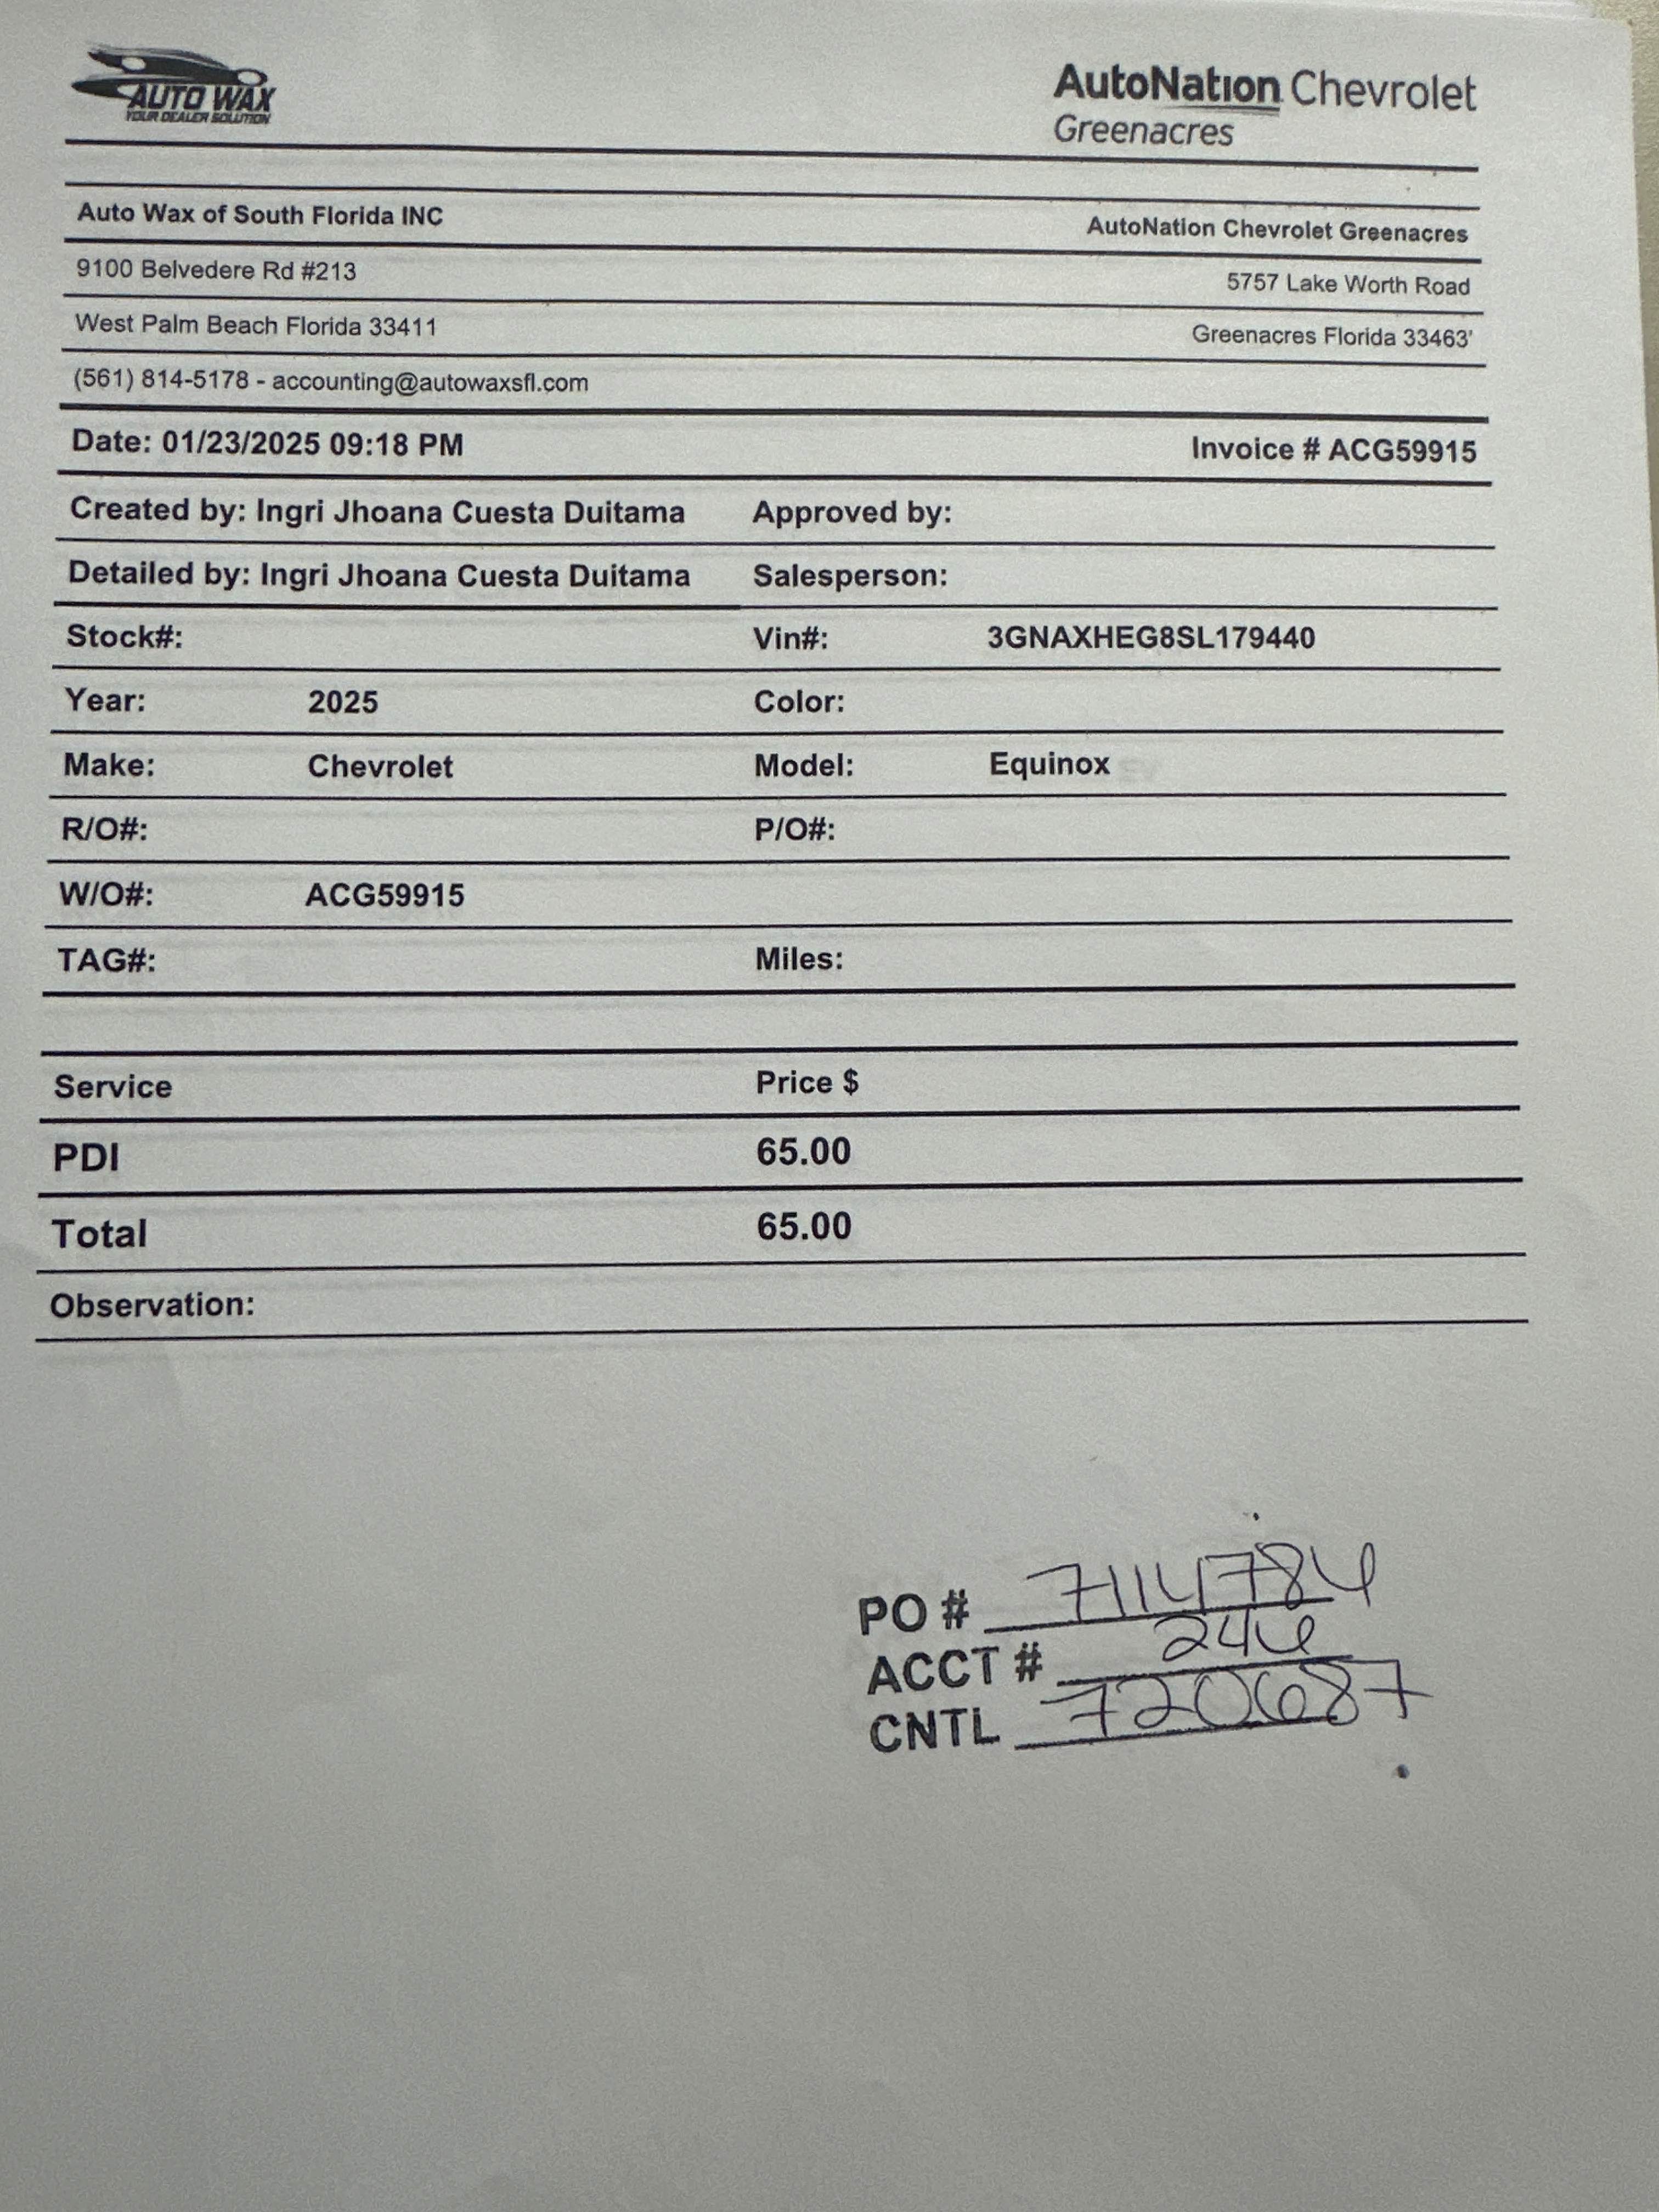 AUTO WAX
YOUR DEALER SOLUTION
AutoNation Chevrolet
Greenacres
Auto Wax of South Florida INC
AutoNation Chevrolet Greenacres
9100 Belvedere Rd #213
5757 Lake Worth Road
West Palm Beach Florida 33411
Greenacres Florida 33463'
(561) 814-5178 - accounting@autowaxsfl.com
Date: 01/23/2025 09:18 PM Invoice # ACG59915
Created by: Ingri Jhoana Cuesta Duitama Approved by:
Detailed by: Ingri Jhoana Cuesta Duitama Salesperson:
Stock#: Vin#: 3GNAXHEG8SL179440
Year: 2025 Color:
Make: Chevrolet Model: Equinox
R/O#: P/O#:
W/O#: ACG59915
TAG#: Miles:
Service Price $
PDI 65.00
Total 65.00
Observation:
PO # 7114784
ACCT # 246
CNTL 720687